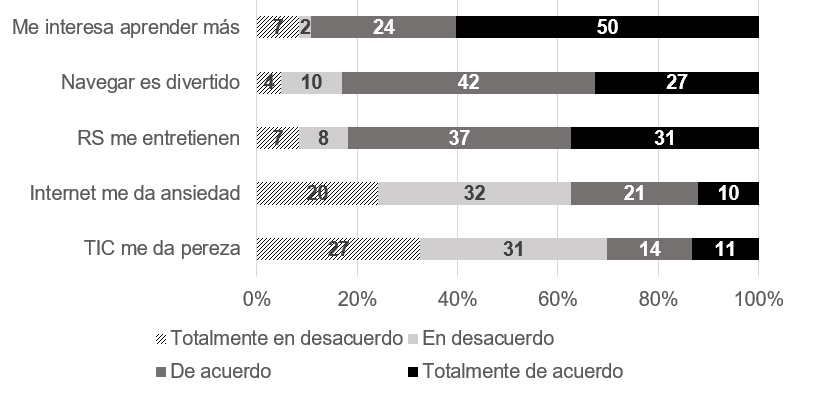 Me interesa aprender más 7 2 24 50
Navegar es divertido 4 10 42 27
RS me entretienen 7 8 37 31
Internet me da ansiedad 20 32 21 10
TIC me da pereza 27 31 14 11
0% 20% 40% 60% 80% 100%
Totalmente en desacuerdo En desacuerdo
De acuerdo Totalmente de acuerdo